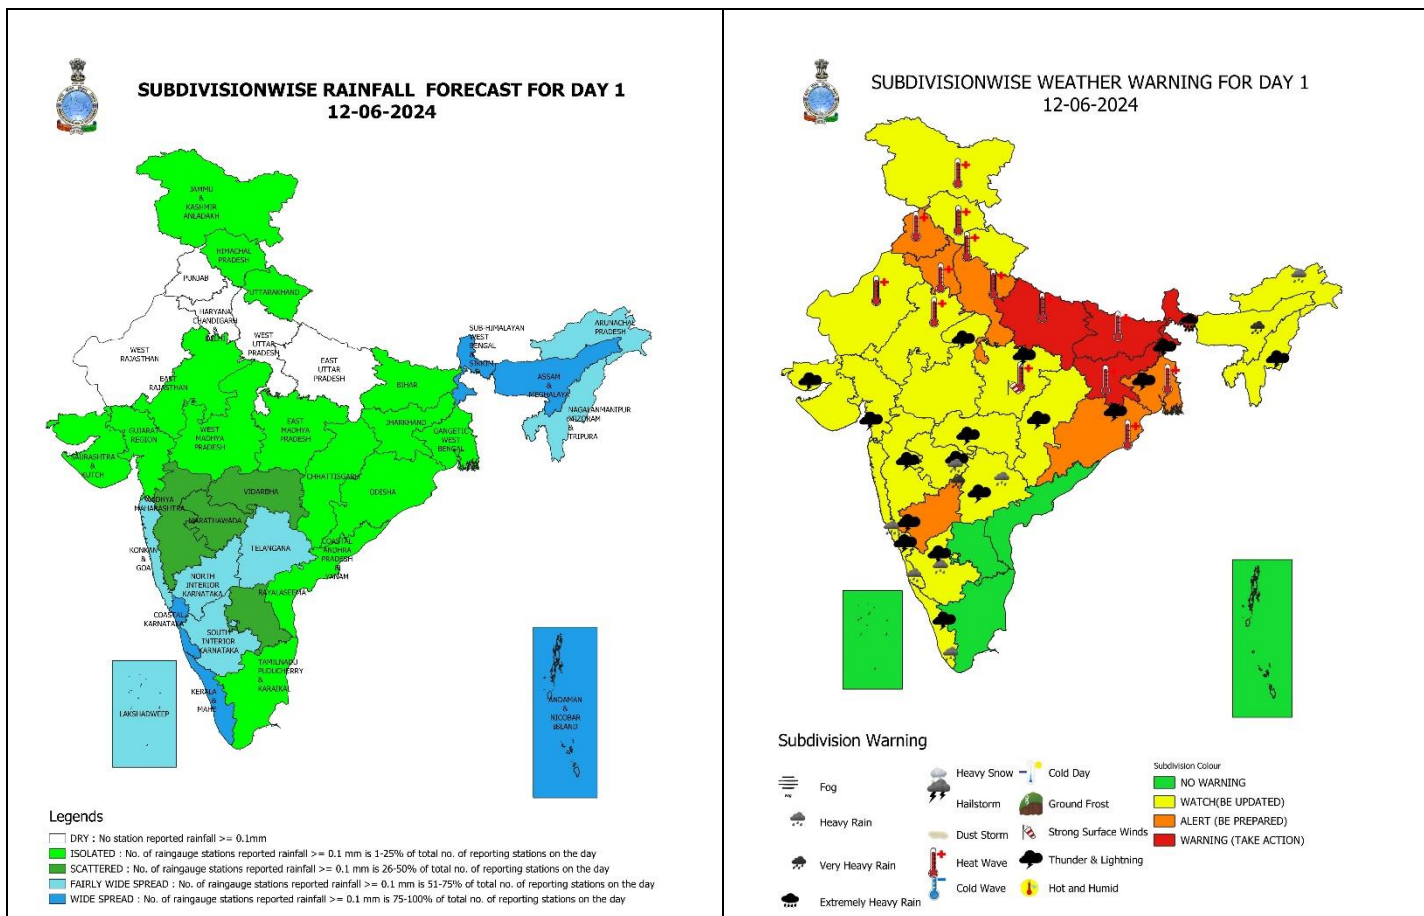 SUBDIVISIONWISE RAINFALL FORECAST FOR DAY 1
12-06-2024
JAMMU
&
KASHMIR
ANLADAKH
HIMACHAL
PRADESH
PUNJAB
UTTARAKHAND
HARYANA
CHANDIGARH
&
DELHI
WEST
UTTAR
PRADESH
WEST
RAJASTHAN
EAST
UTTAR
PRADESH
EAST
RAJASTHAN
SUB-HIMALAYAN
WEST
BENGAL
&
SIKKIM
ARUNACHAL
PRADESH
ASSAM
&
MEGHALAYA
NAGALANMANIPUR
MIZORAM
&
TRIPURA
BIHAR
JHARKHAND
GANGETIC
WEST
BENGAL
GUJARAT
REGION
WEST
MADHYA
PRADESH
EAST
MADHYA
PRADESH
SAURASHTRA
&
KUTCH
CHHATTISGARH
ODISHA
MADHYA
MAHARASHTRA
VIDARBHA
MARATHAWADA
KONKAN
&
GOA
TELANGANA
COASTAL
ANDHRA
PRADESH
&
YANAM
NORTH
INTERIOR
KARNATAKA
RAYALASEEMA
COASTAL
KARNATAKA
SOUTH
INTERIOR
KARNATAKA
TAMILNADU
PUDUCHERRY
&
KARAIKAL
KERALA
&
MAHE
LAKSHADWEEP
ANDAMAN
&
NICOBAR
ISLAND
Legends
DRY : No station reported rainfall >= 0.1mm
ISOLATED : No. of raingauge stations reported rainfall >= 0.1 mm is 1-25% of total no. of reporting stations on the day
SCATTERED : No. of raingauge stations reported rainfall >= 0.1 mm is 26-50% of total no. of reporting stations on the day
FAIRLY WIDE SPREAD : No. of raingauge stations reported rainfall >= 0.1 mm is 51-75% of total no. of reporting stations on the day
WIDE SPREAD : No. of raingauge stations reported rainfall >= 0.1 mm is 75-100% of total no. of reporting stations on the day
SUBDIVISIONWISE WEATHER WARNING FOR DAY 1
12-06-2024
Subdivision Warning
Fog
Heavy Rain
Very Heavy Rain
Extremely Heavy Rain
Heavy Snow
Hailstorm
Dust Storm
Heat Wave
Cold Wave
Cold Day
Ground Frost
Strong Surface Winds
Thunder & Lightning
Hot and Humid
Subdivision Colour
NO WARNING
WATCH(BE UPDATED)
ALERT (BE PREPARED)
WARNING (TAKE ACTION)